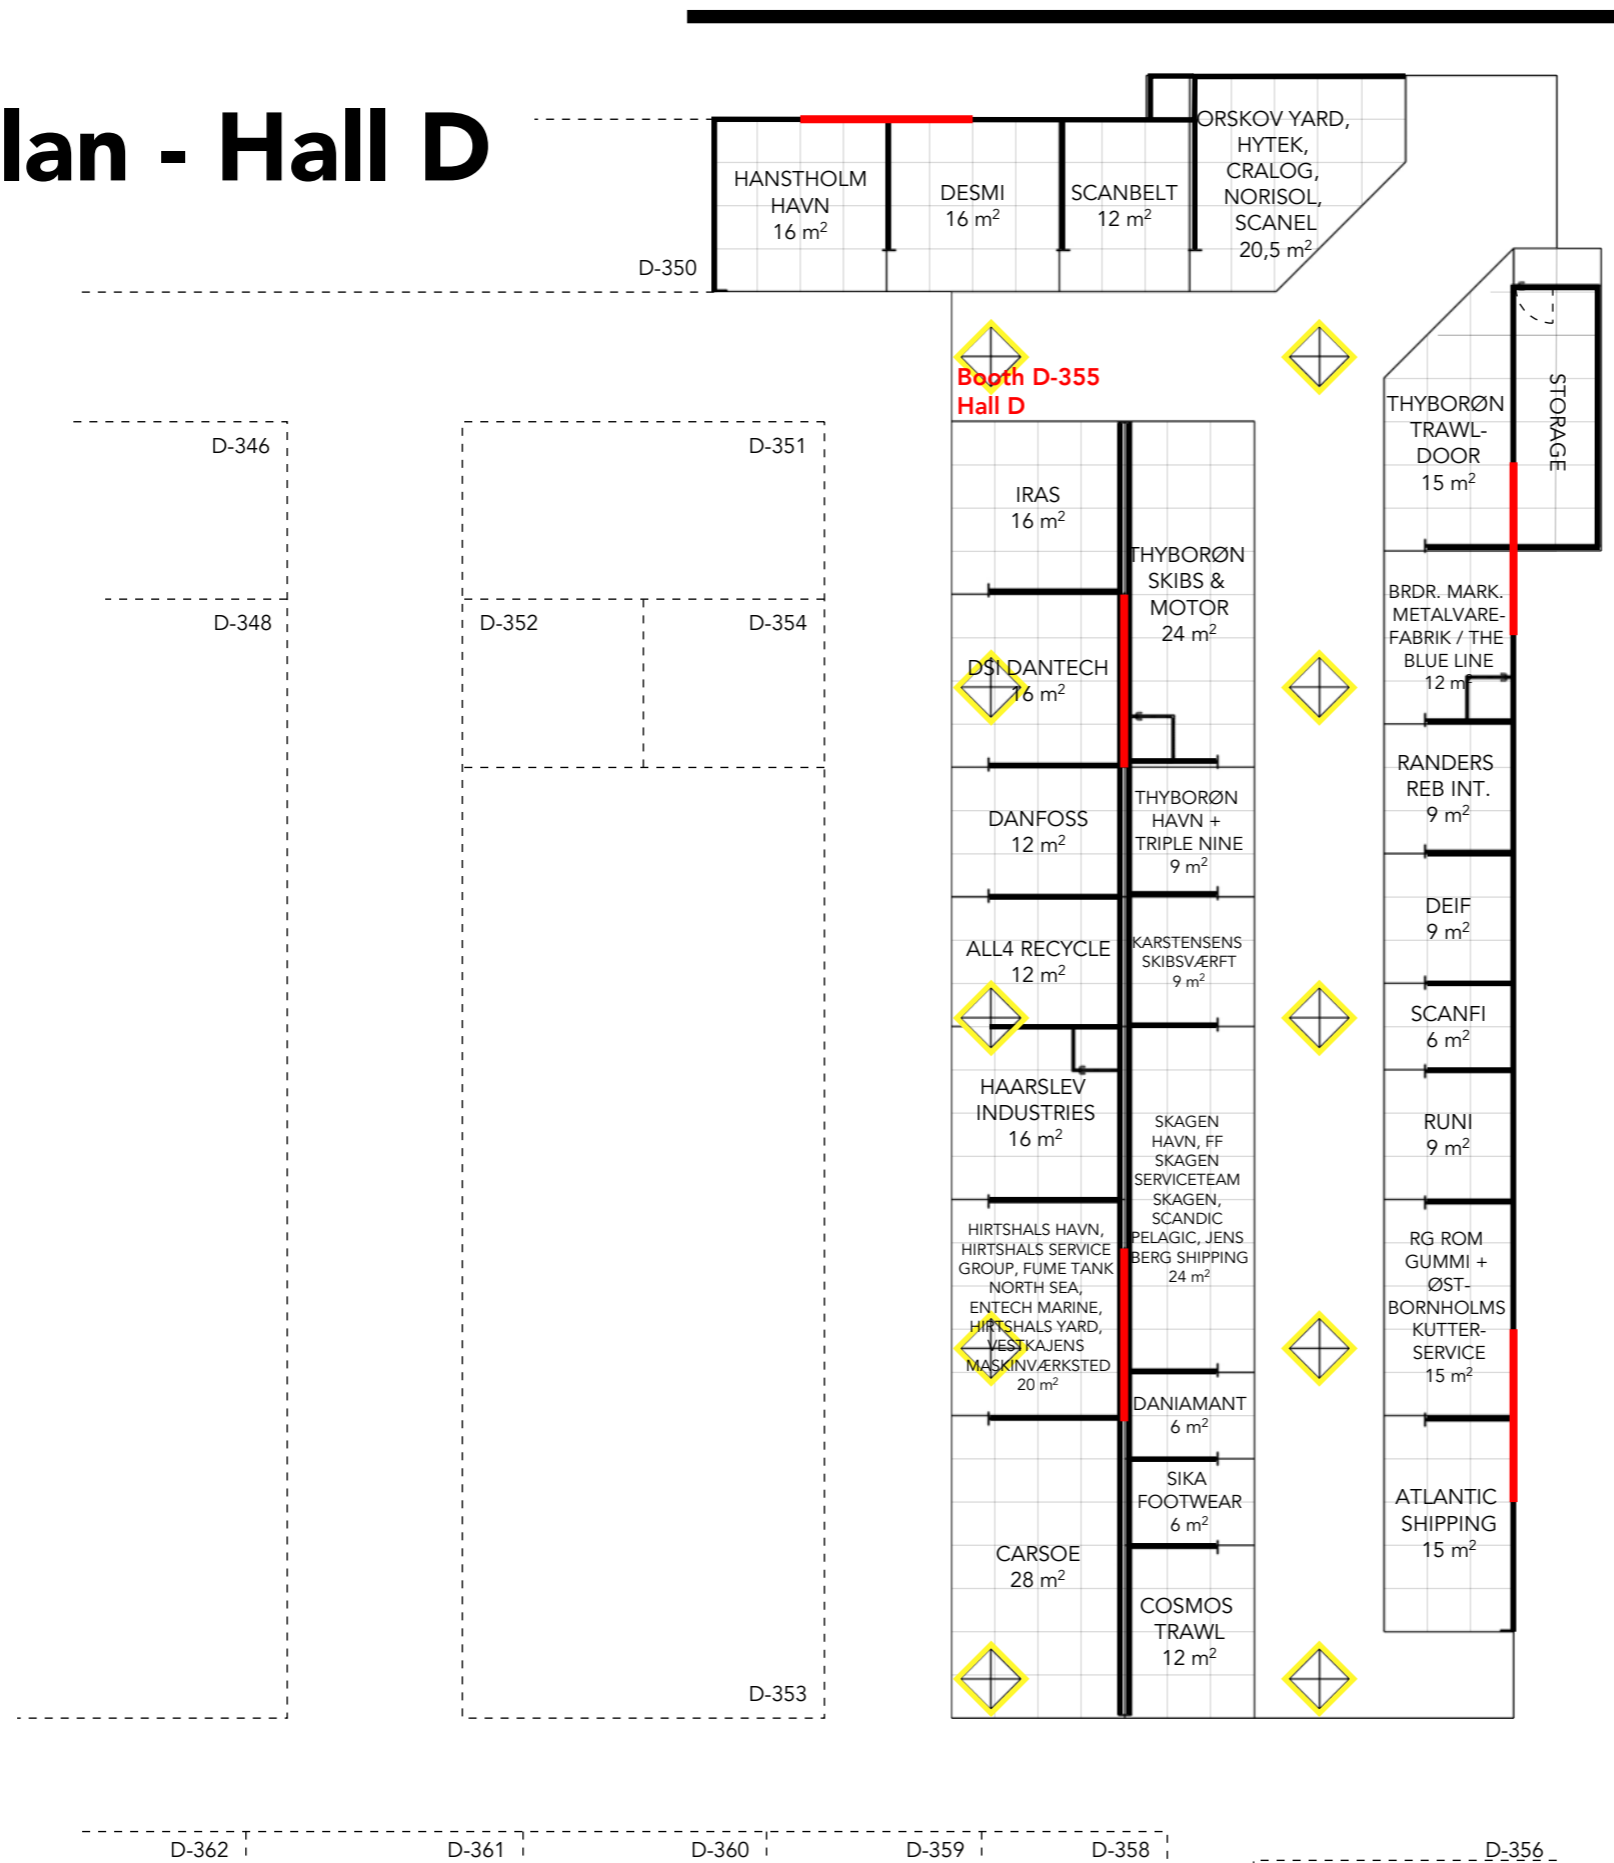 lan - Hall D
HANSTHOLM
HAVN
16 m²
DESMI
16 m²
SCANBELT
12 m²
ORSKOV YARD,
HYTEK,
CRALOG,
NORISOL,
SCANEL
20,5 m²
D-350
Booth D-355
Hall D
D-346
D-348
D-351
D-352
D-354
D-353
IRAS
16 m²
DSI DANTECH
16 m²
DANFOSS
12 m²
ALL4 RECYCLE
12 m²
HAARSLEV
INDUSTRIES
16 m²
HIRTSHALS HAVN,
HIRTSHALS SERVICE
GROUP, FUME TANK
NORTH SEA,
ENTECH MARINE,
HIRTSHALS YARD,
VESTKAJENS
MASKINVÆRKSTED
20 m²
CARSOE
28 m²
THYBORØN
SKIBS &
MOTOR
24 m²
THYBORØN
HAVN +
TRIPLE NINE
9 m²
KARSTENSENS
SKIBSVÆRFT
9 m²
SKAGEN
HAVN, FF
SKAGEN
SERVICETEAM
SKAGEN,
SCANDIC
PELAGIC, JENS
BERG SHIPPING
24 m²
DANIAMANT
6 m²
SIKA
FOOTWEAR
6 m²
COSMOS
TRAWL
12 m²
THYBORØN
TRAWL-
DOOR
15 m²
STORAGE
BRDR. MARK.
METALVARE-
FABRIK / THE
BLUE LINE
12 m²
RANDERS
REB INT.
9 m²
DEIF
9 m²
SCANFI
6 m²
RUNI
9 m²
RG ROM
GUMMI +
ØST-
BORNHOLMS
KUTTER-
SERVICE
15 m²
ATLANTIC
SHIPPING
15 m²
D-362
D-361
D-360
D-359
D-358
D-356